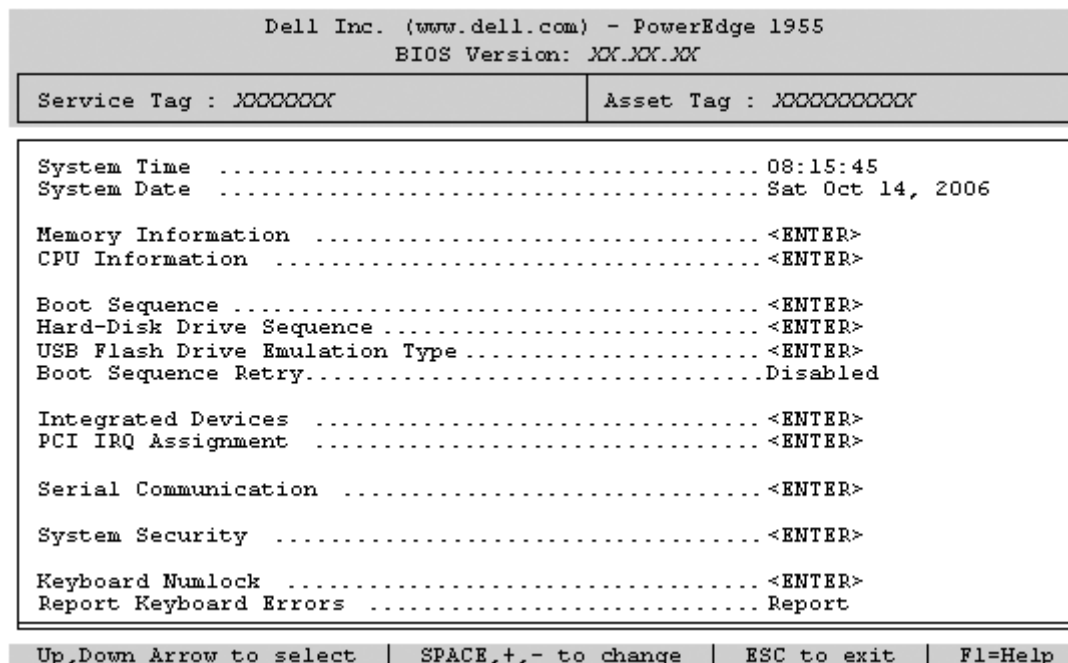 Dell Inc. (www.dell.com) - PowerEdge 1955
BIOS Version: XX.XX.XX
Service Tag : XXXXXXX | Asset Tag : XXXXXXXXXX
System Time ........................................ 08:15:45
System Date ........................................ Sat Oct 14, 2006
Memory Information ................................. <ENTER>
CPU Information .................................... <ENTER>
Boot Sequence ....................................... <ENTER>
Hard-Disk Drive Sequence ............................ <ENTER>
USB Flash Drive Emulation Type ...................... <ENTER>
Boot Sequence Retry.................................. Disabled
Integrated Devices ................................. <ENTER>
PCI IRQ Assignment ................................. <ENTER>
Serial Communication ............................... <ENTER>
System Security .................................... <ENTER>
Keyboard Numlock ................................... <ENTER>
Report Keyboard Errors ............................. Report
Up,Down Arrow to select | SPACE,+,- to change | ESC to exit | F1=Help